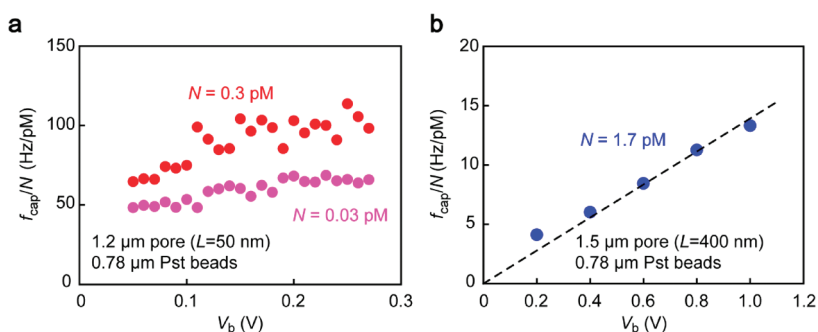 a
150
100
50
0
f_cap/N (Hz/pM)
N = 0.3 pM
N = 0.03 pM
1.2 μm pore (L=50 nm)
0.78 μm Pst beads
0 0.1 0.2 0.3
V_b (V)
b
20
15
10
5
0
f_cap/N (Hz/pM)
N = 1.7 pM
1.5 μm pore (L=400 nm)
0.78 μm Pst beads
0 0.2 0.4 0.6 0.8 1.0
V_b (V)